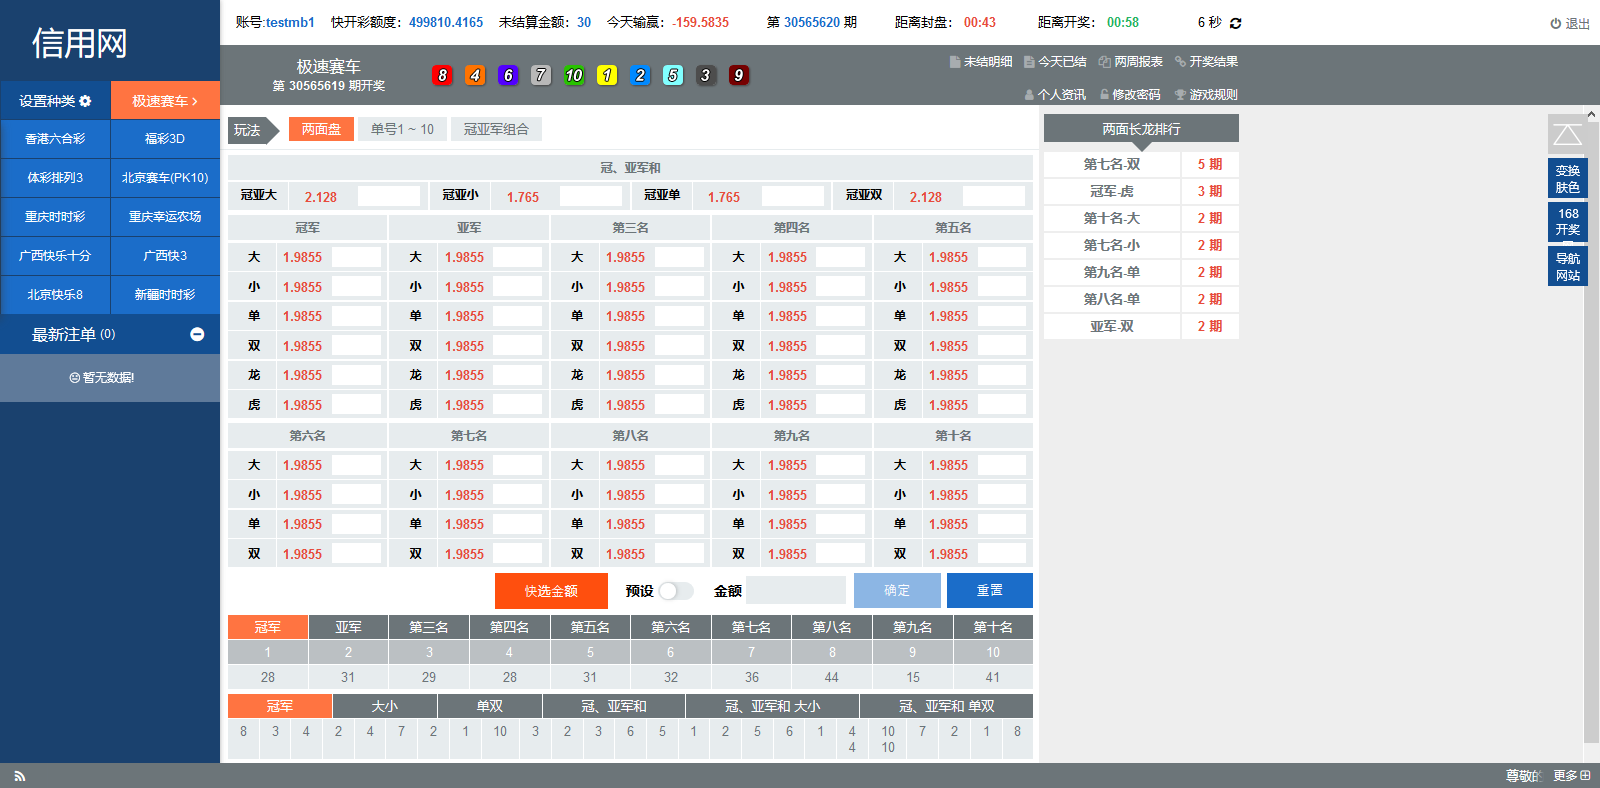 账号:testmb1 快开彩额度：499810.4165 未结算金额：30 今天输赢：-159.5835 第 30565620 期 距离封盘：00:43 距离开奖：00:58 6 秒 退出
信用网
极速赛车
第 30565619 期开奖
8 4 6 7 10 1 2 5 3 9
未结明细 今天已结 两周报表 开奖结果
个人资讯 修改密码 游戏规则
设置种类 极速赛车
香港六合彩 福彩3D
体彩排列3 北京赛车(PK10)
重庆时时彩 重庆幸运农场
广西快乐十分 广西快3
北京快乐8 新疆时时彩
最新注单 (0)
暂无数据!
玩法 两面盘 单号1 ~ 10 冠亚军组合
冠、亚军和
冠亚大 2.128 冠亚小 1.765 冠亚单 1.765 冠亚双 2.128
冠军 亚军 第三名 第四名 第五名
大 1.9855 大 1.9855 大 1.9855 大 1.9855 大 1.9855
小 1.9855 小 1.9855 小 1.9855 小 1.9855 小 1.9855
单 1.9855 单 1.9855 单 1.9855 单 1.9855 单 1.9855
双 1.9855 双 1.9855 双 1.9855 双 1.9855 双 1.9855
龙 1.9855 龙 1.9855 龙 1.9855 龙 1.9855 龙 1.9855
虎 1.9855 虎 1.9855 虎 1.9855 虎 1.9855 虎 1.9855
第六名 第七名 第八名 第九名 第十名
大 1.9855 大 1.9855 大 1.9855 大 1.9855 大 1.9855
小 1.9855 小 1.9855 小 1.9855 小 1.9855 小 1.9855
单 1.9855 单 1.9855 单 1.9855 单 1.9855 单 1.9855
双 1.9855 双 1.9855 双 1.9855 双 1.9855 双 1.9855
快选金额 预设 金额 确定 重置
冠军 亚军 第三名 第四名 第五名 第六名 第七名 第八名 第九名 第十名
1 2 3 4 5 6 7 8 9 10
28 31 29 28 31 32 36 44 15 41
冠军 大小 单双 冠、亚军和 冠、亚军和 大小 冠、亚军和 单双
8 3 4 2 4 7 2 1 10 3 2 3 6 5 1 2 5 6 1 4 10 7 2 1 8
4 10
两面长龙排行
第七名-双 5 期
冠军-虎 3 期
第十名-大 2 期
第七名-小 2 期
第九名-单 2 期
第八名-单 2 期
亚军-双 2 期
变换
肤色
168
开奖
导航
网站
尊敬的 更多